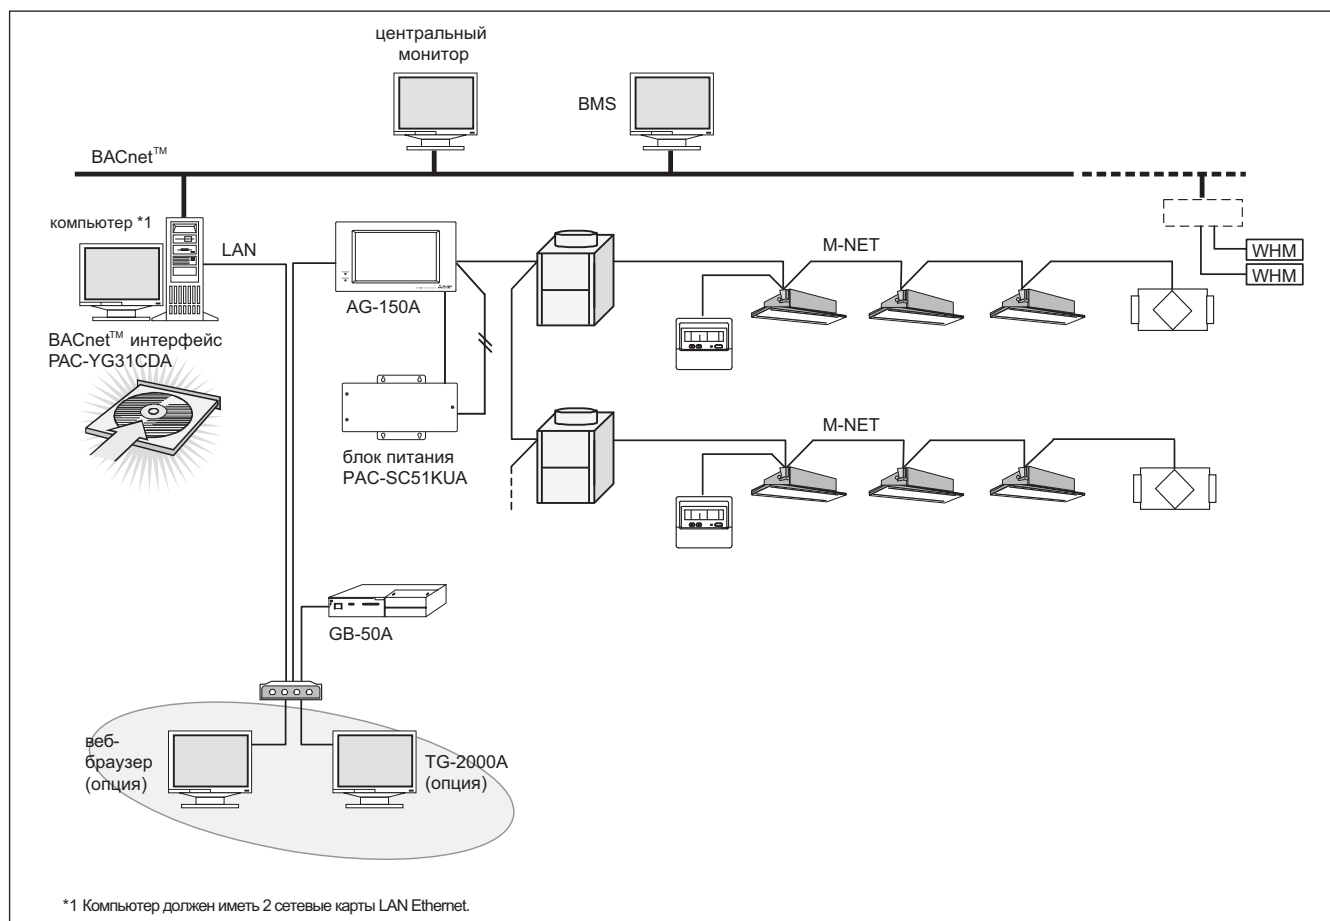 центральный
монитор
BMS
BACnet™
компьютер *1
LAN
M-NET
WHM
WHM
AG-150A
BACnet™ интерфейс
PAC-YG31CDA
M-NET
блок питания
PAC-SC51KUA
GB-50A
веб-
браузер
(опция)
TG-2000A
(опция)
*1 Компьютер должен иметь 2 сетевые карты LAN Ethernet.